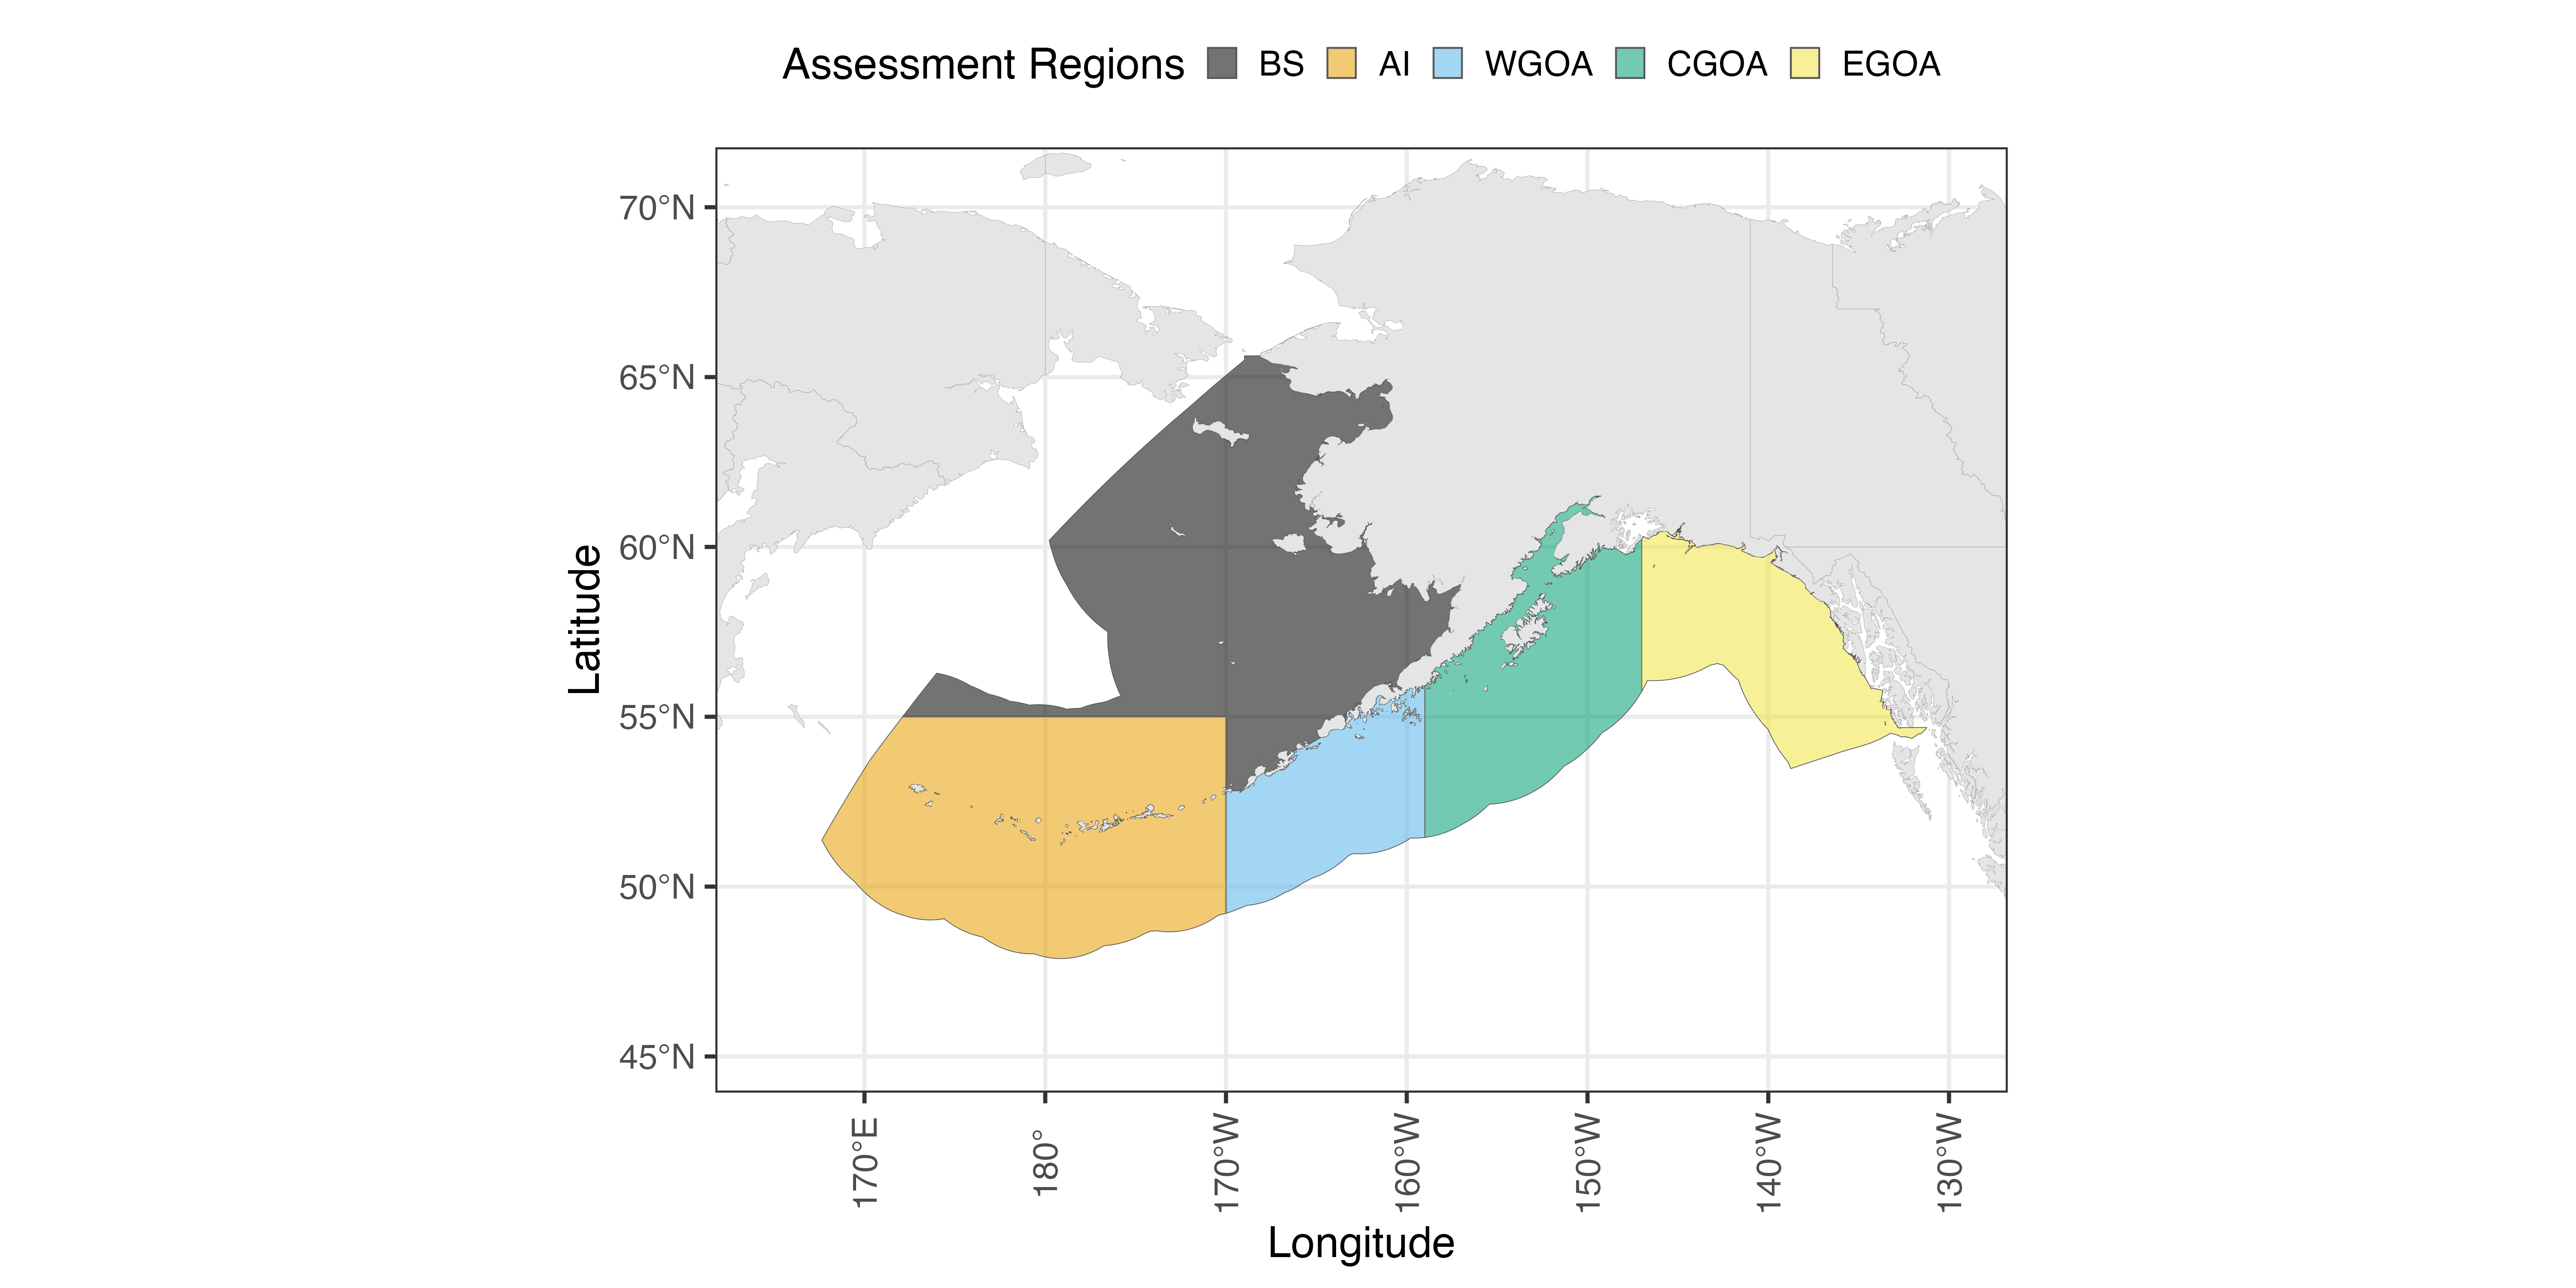 Assessment Regions BS AI WGOA CGOA EGOA
Latitude
70°N
65°N
60°N
55°N
50°N
45°N
170°E 180° 170°W 160°W 150°W 140°W 130°W
Longitude